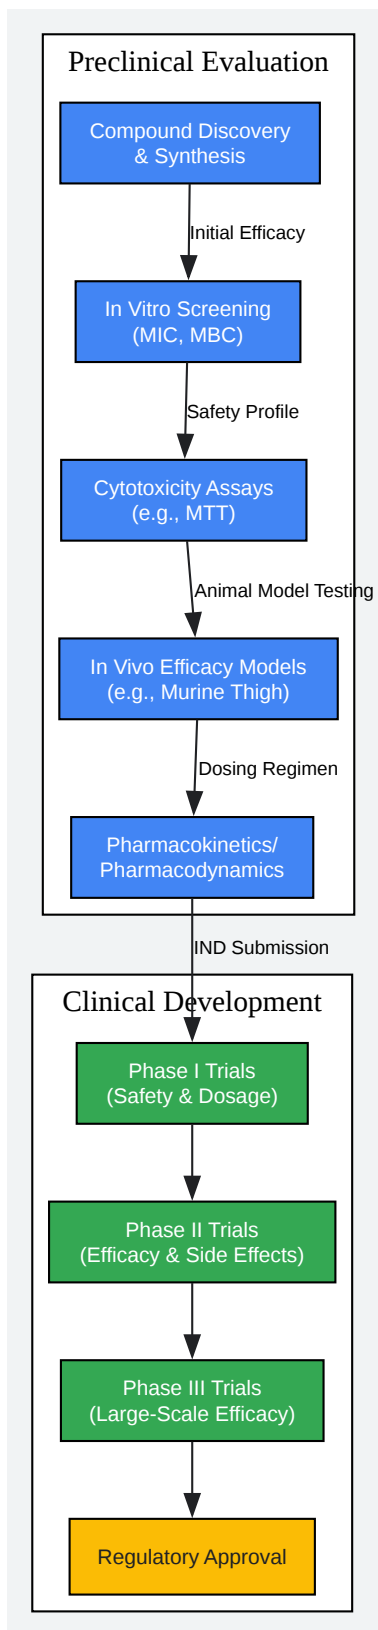 Preclinical Evaluation
Compound Discovery
& Synthesis
Initial Efficacy
In Vitro Screening
(MIC, MBC)
Safety Profile
Cytotoxicity Assays
(e.g., MTT)
Animal Model Testing
In Vivo Efficacy Models
(e.g., Murine Thigh)
Dosing Regimen
Pharmacokinetics/
Pharmacodynamics
IND Submission
Clinical Development
Phase I Trials
(Safety & Dosage)
Phase II Trials
(Efficacy & Side Effects)
Phase III Trials
(Large-Scale Efficacy)
Regulatory Approval